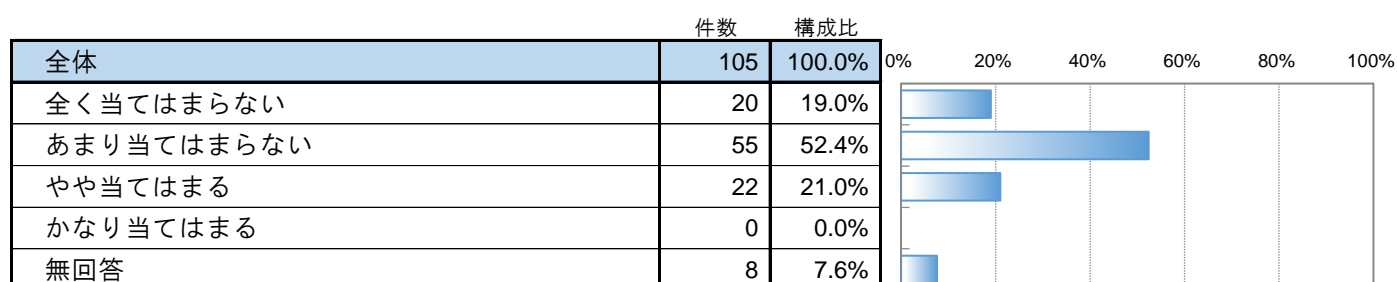 件数 構成比
全体 105 100.0% 0% 20% 40% 60% 80% 100%
全く当てはまらない 20 19.0%
あまり当てはまらない 55 52.4%
やや当てはまる 22 21.0%
かなり当てはまる 0 0.0%
無回答 8 7.6%